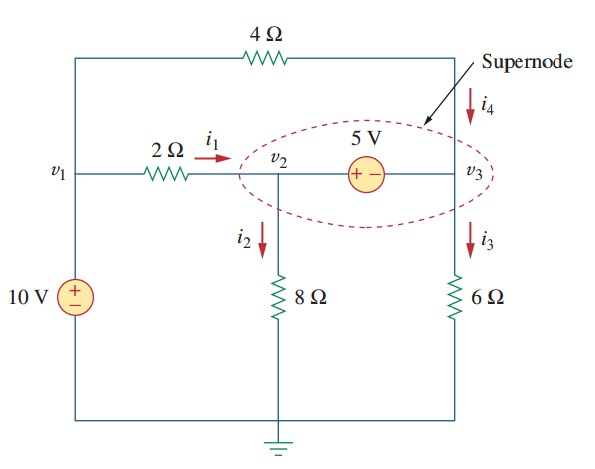 4 Ω
Supernode
i4
5 V
2 Ω
i1
v1
v2
+ −
v3
i2
i3
10 V
+
−
8 Ω
6 Ω